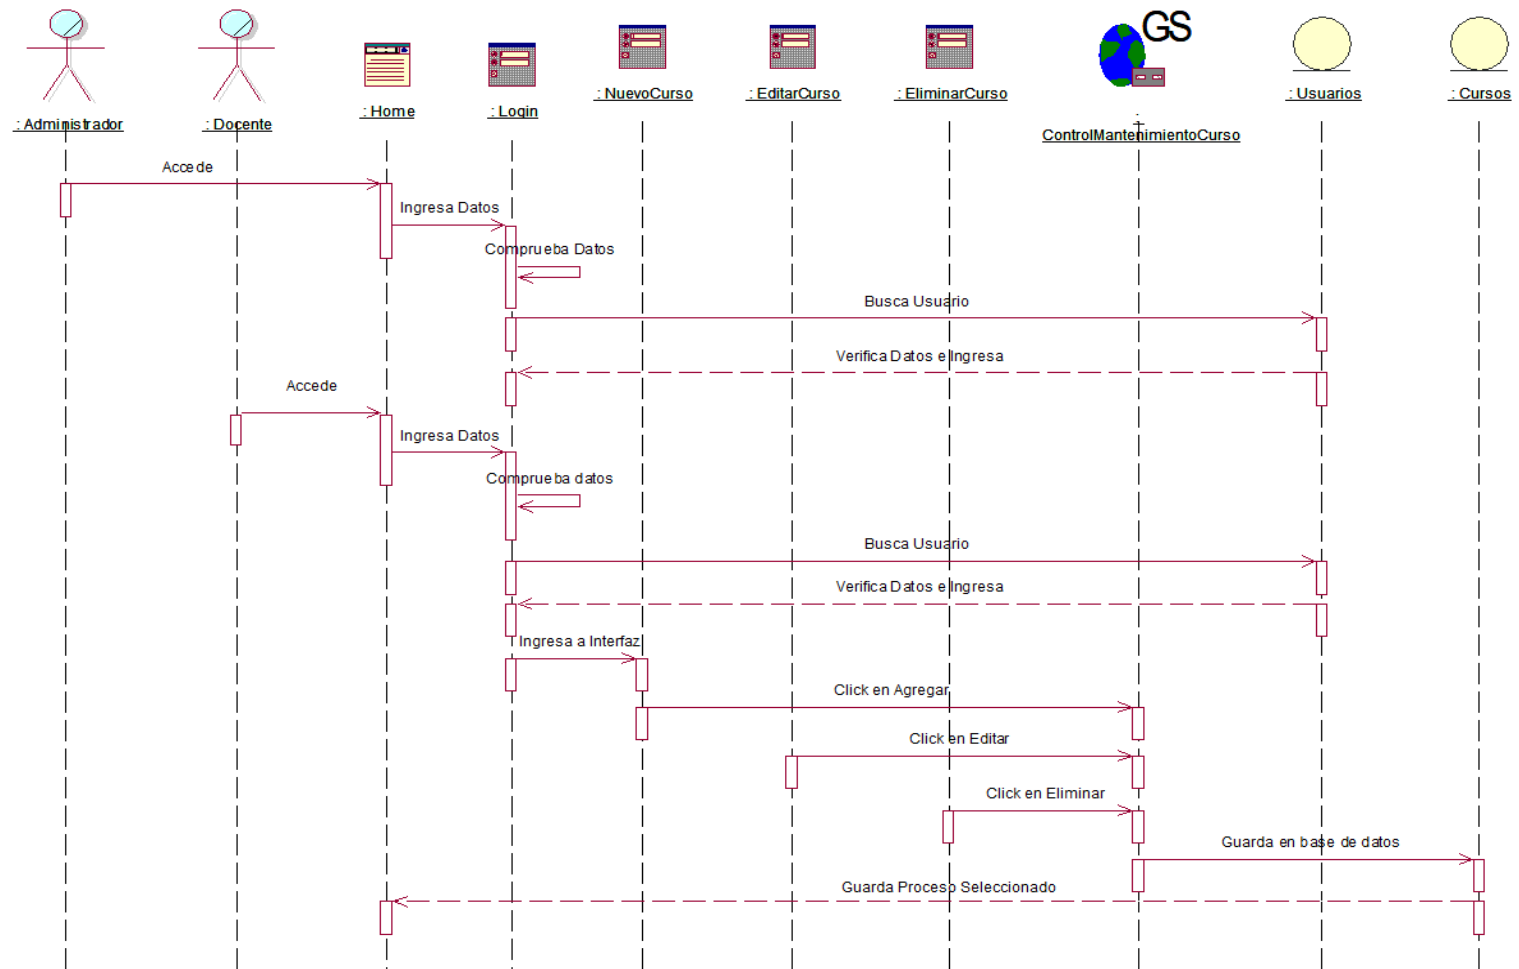 GS
: NuevoCurso
: EditarCurso
: EliminarCurso
: Usuarios
: Cursos
: Home
: Login
: Administrador
: Docente
:
ControlMantenimientoCurso
Accede
Ingresa Datos
Comprueba Datos
Busca Usuario
Verifica Datos e Ingresa
Accede
Ingresa Datos
Comprueba datos
Busca Usuario
Verifica Datos e Ingresa
Ingresa a Interfaz
Click en Agregar
Click en Editar
Click en Eliminar
Guarda en base de datos
Guarda Proceso Seleccionado